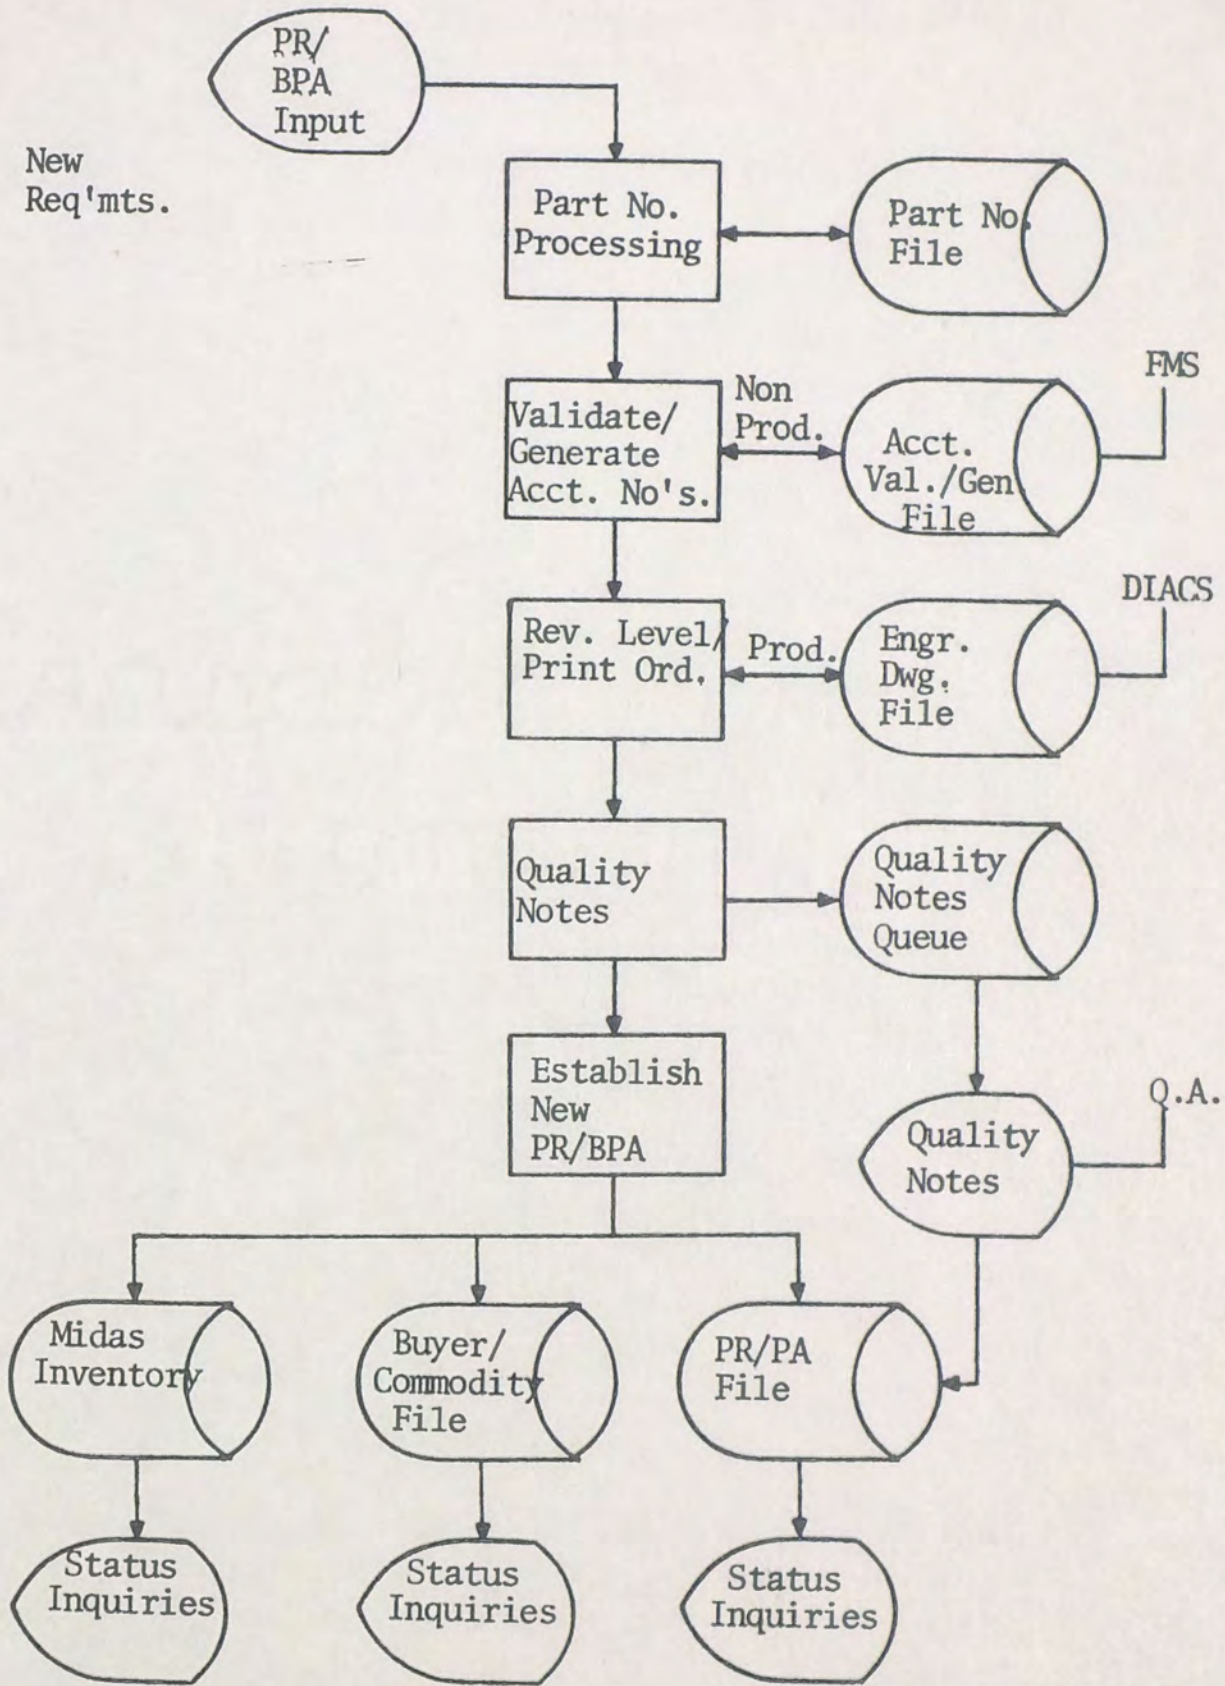 PR/
BPA
Input
New
Req'mts.
Part No.
Processing
Part No.
File
FMS
Validate/
Generate
Acct. No's.
Non
Prod.
Acct.
Val./Gen
File
DIACS
Rev. Level/
Print Ord.
Prod.
Engr.
Dwg.
File
Quality
Notes
Quality
Notes
Queue
Establish
New
PR/BPA
Q.A.
Quality
Notes
Midas
Inventory
Buyer/
Commodity
File
PR/PA
File
Status
Inquiries
Status
Inquiries
Status
Inquiries